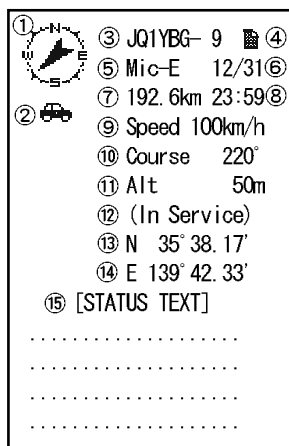 ① N
W E
S
③ JQ1YBG- 9 ④
⑤ Mic-E 12/31⑥
⑦ 192.6km 23:59⑧
②
⑨ Speed 100km/h
⑩ Course 220°
⑪ Alt 50m
⑫ (In Service)
⑬ N 35°38.17'
⑭ E 139°42.33'
⑮ [STATUS TEXT]
....................
....................
....................
....................